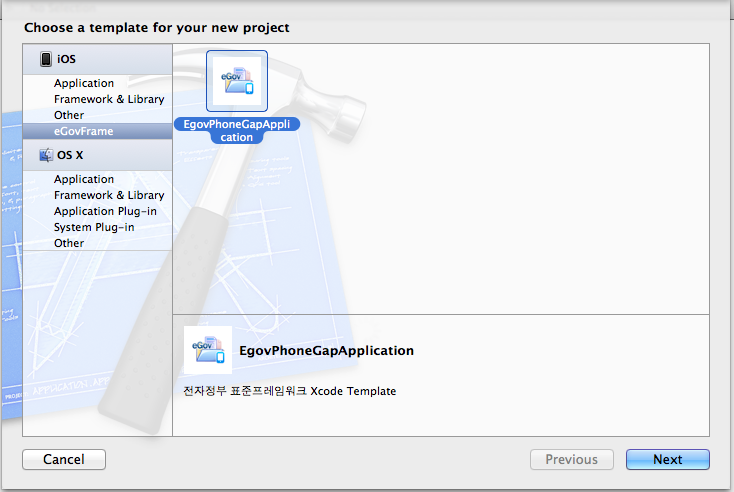 Choose a template for your new project
iOS
Application
Framework & Library
Other
eGovFrame
OS X
Application
Framework & Library
Application Plug-in
System Plug-in
Other
eGov
EgovPhoneGapAppli
cation
eGov
EgovPhoneGapApplication
전자정부 표준프레임워크 Xcode Template
Cancel
Previous
Next